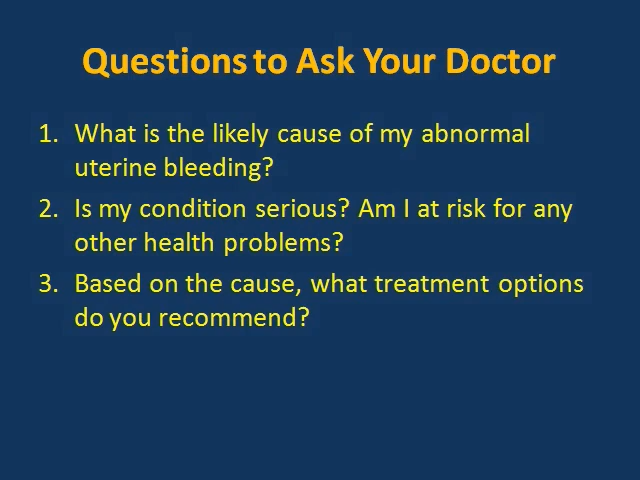 Questions to Ask Your Doctor
1. What is the likely cause of my abnormal
uterine bleeding?
2. Is my condition serious? Am I at risk for any
other health problems?
3. Based on the cause, what treatment options
do you recommend?